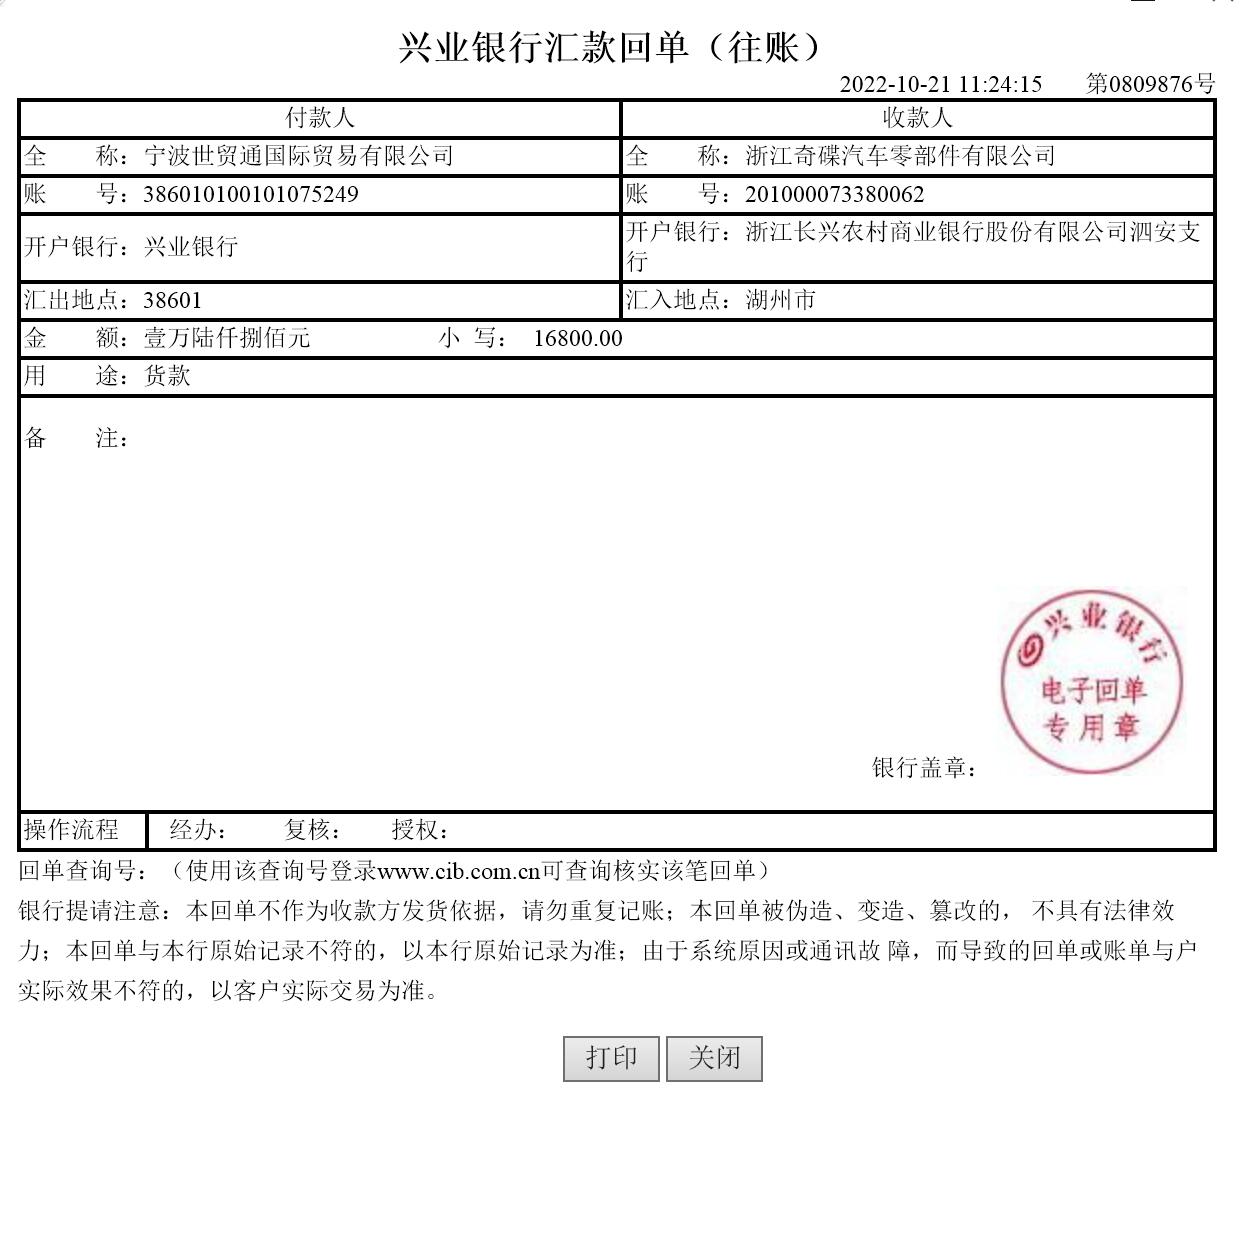 兴业银行汇款回单（往账）
2022-10-21 11:24:15 第0809876号
付款人 收款人
全 称：宁波世贸通国际贸易有限公司 全 称：浙江奇碟汽车零部件有限公司
账 号：386010100101075249 账 号：201000073380062
开户银行：兴业银行 开户银行：浙江长兴农村商业银行股份有限公司泗安支
行
汇出地点：38601 汇入地点：湖州市
金 额：壹万陆仟捌佰元 小 写： 16800.00
用 途：货款
备 注：
兴业银行
电子回单
专用章
银行盖章：
操作流程 经办： 复核： 授权：
回单查询号：（使用该查询号登录www.cib.com.cn可查询核实该笔回单）
银行提请注意：本回单不作为收款方发货依据，请勿重复记账；本回单被伪造、变造、篡改的， 不具有法律效
力；本回单与本行原始记录不符的，以本行原始记录为准；由于系统原因或通讯故 障，而导致的回单或账单与户
实际效果不符的，以客户实际交易为准。
打印 关闭